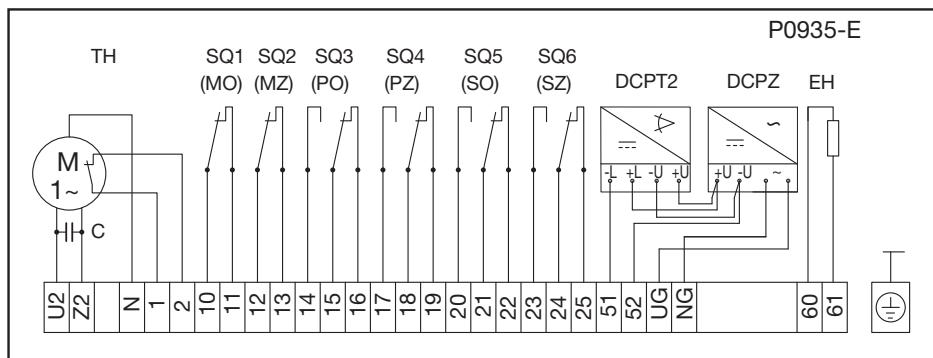 P0935-E
TH SQ1 SQ2 SQ3 SQ4 SQ5 SQ6
(MO) (MZ) (PO) (PZ) (SO) (SZ) DCPT2 DCPZ EH
M
1~
-L +L -U +U +U -U ~
C
U2 Z2 N 1 2 10 11 12 13 14 15 16 17 18 19 20 21 22 23 24 25 51 52 UG NG 60 61